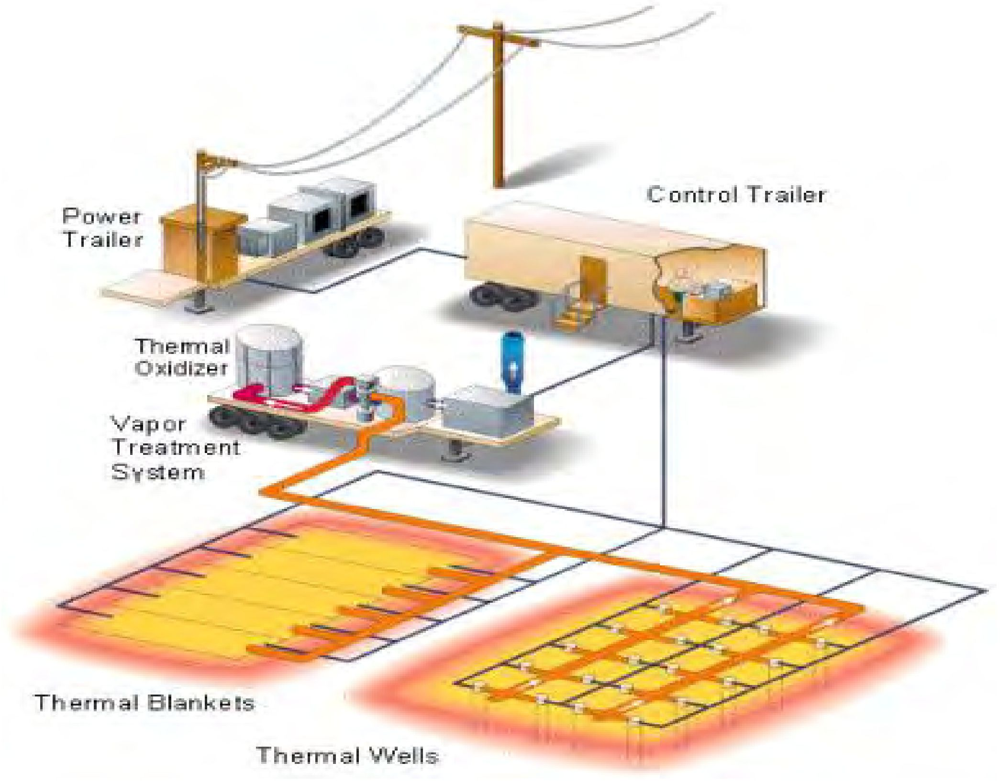 Control Trailer
Power
Trailer
Thermal
Oxidizer
Vapor
Treatment
System
Thermal Blankets
Thermal Wells